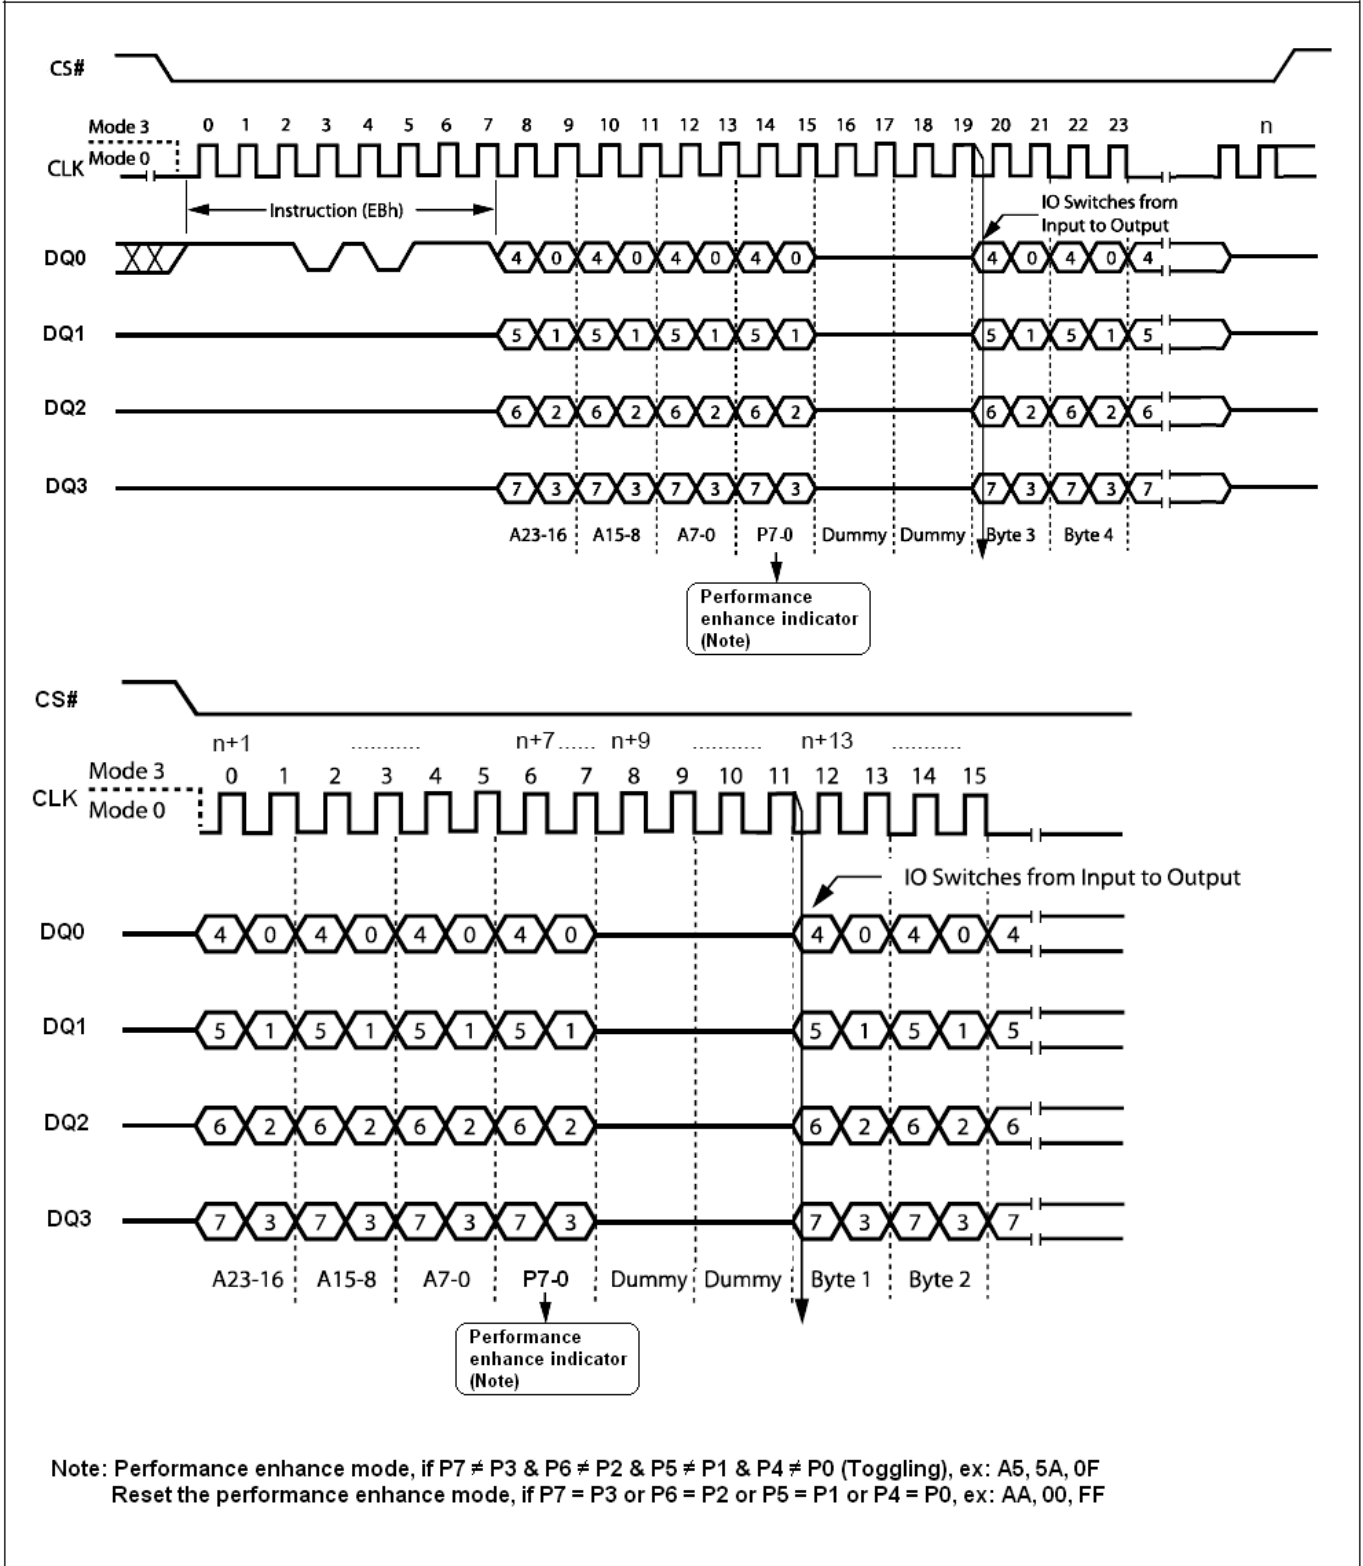 CS#
Mode 3
0 1 2 3 4 5 6 7 8 9 10 11 12 13 14 15 16 17 18 19 20 21 22 23 n
CLK Mode 0
Instruction (EBh)
IO Switches from
Input to Output
DQ0 4 0 4 0 4 0 4 0 4 0 4 0 4
DQ1 5 1 5 1 5 1 5 1 5 1 5 1 5
DQ2 6 2 6 2 6 2 6 2 6 2 6 2 6
DQ3 7 3 7 3 7 3 7 3 7 3 7 3 7
A23-16 A15-8 A7-0 P7-0 Dummy Dummy Byte 3 Byte 4
Performance
enhance indicator
(Note)
CS#
n+1 ........... n+7 ...... n+9 ........... n+13 ...........
Mode 3 0 1 2 3 4 5 6 7 8 9 10 11 12 13 14 15
CLK Mode 0
IO Switches from Input to Output
DQ0 4 0 4 0 4 0 4 0 4 0 4 0 4
DQ1 5 1 5 1 5 1 5 1 5 1 5 1 5
DQ2 6 2 6 2 6 2 6 2 6 2 6 2 6
DQ3 7 3 7 3 7 3 7 3 7 3 7 3 7
A23-16 A15-8 A7-0 P7-0 Dummy Dummy Byte 1 Byte 2
Performance
enhance indicator
(Note)
Note: Performance enhance mode, if P7 ≠ P3 & P6 ≠ P2 & P5 ≠ P1 & P4 ≠ P0 (Toggling), ex: A5, 5A, 0F
Reset the performance enhance mode, if P7 = P3 or P6 = P2 or P5 = P1 or P4 = P0, ex: AA, 00, FF